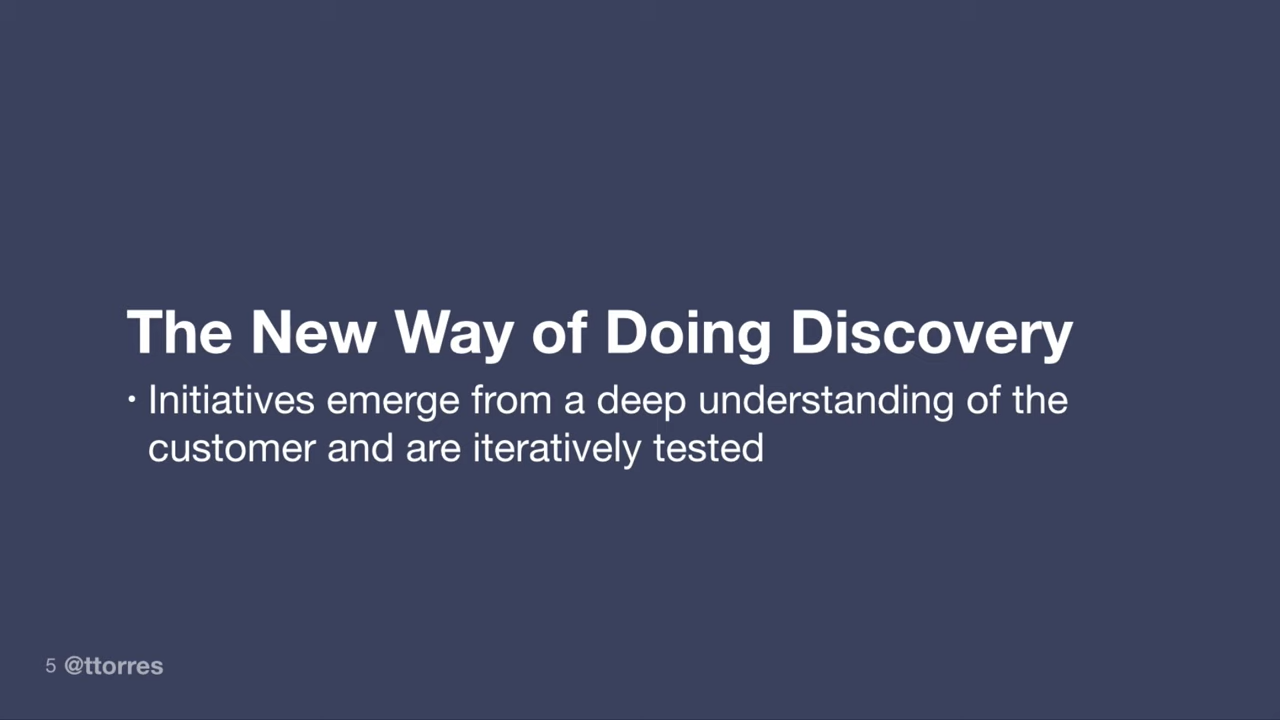 The New Way of Doing Discovery
• Initiatives emerge from a deep understanding of the
customer and are iteratively tested
5 @ttorres